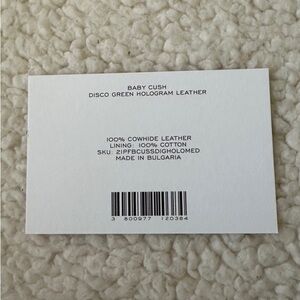 BABY CUSH
DISCO GREEN HOLOGRAM LEATHER
100% COWHIDE LEATHER
LINING: 100% COTTON
SKU: 21PFBCUSSDIGHOLOMED
MADE IN BULGARIA
3 800977 120384